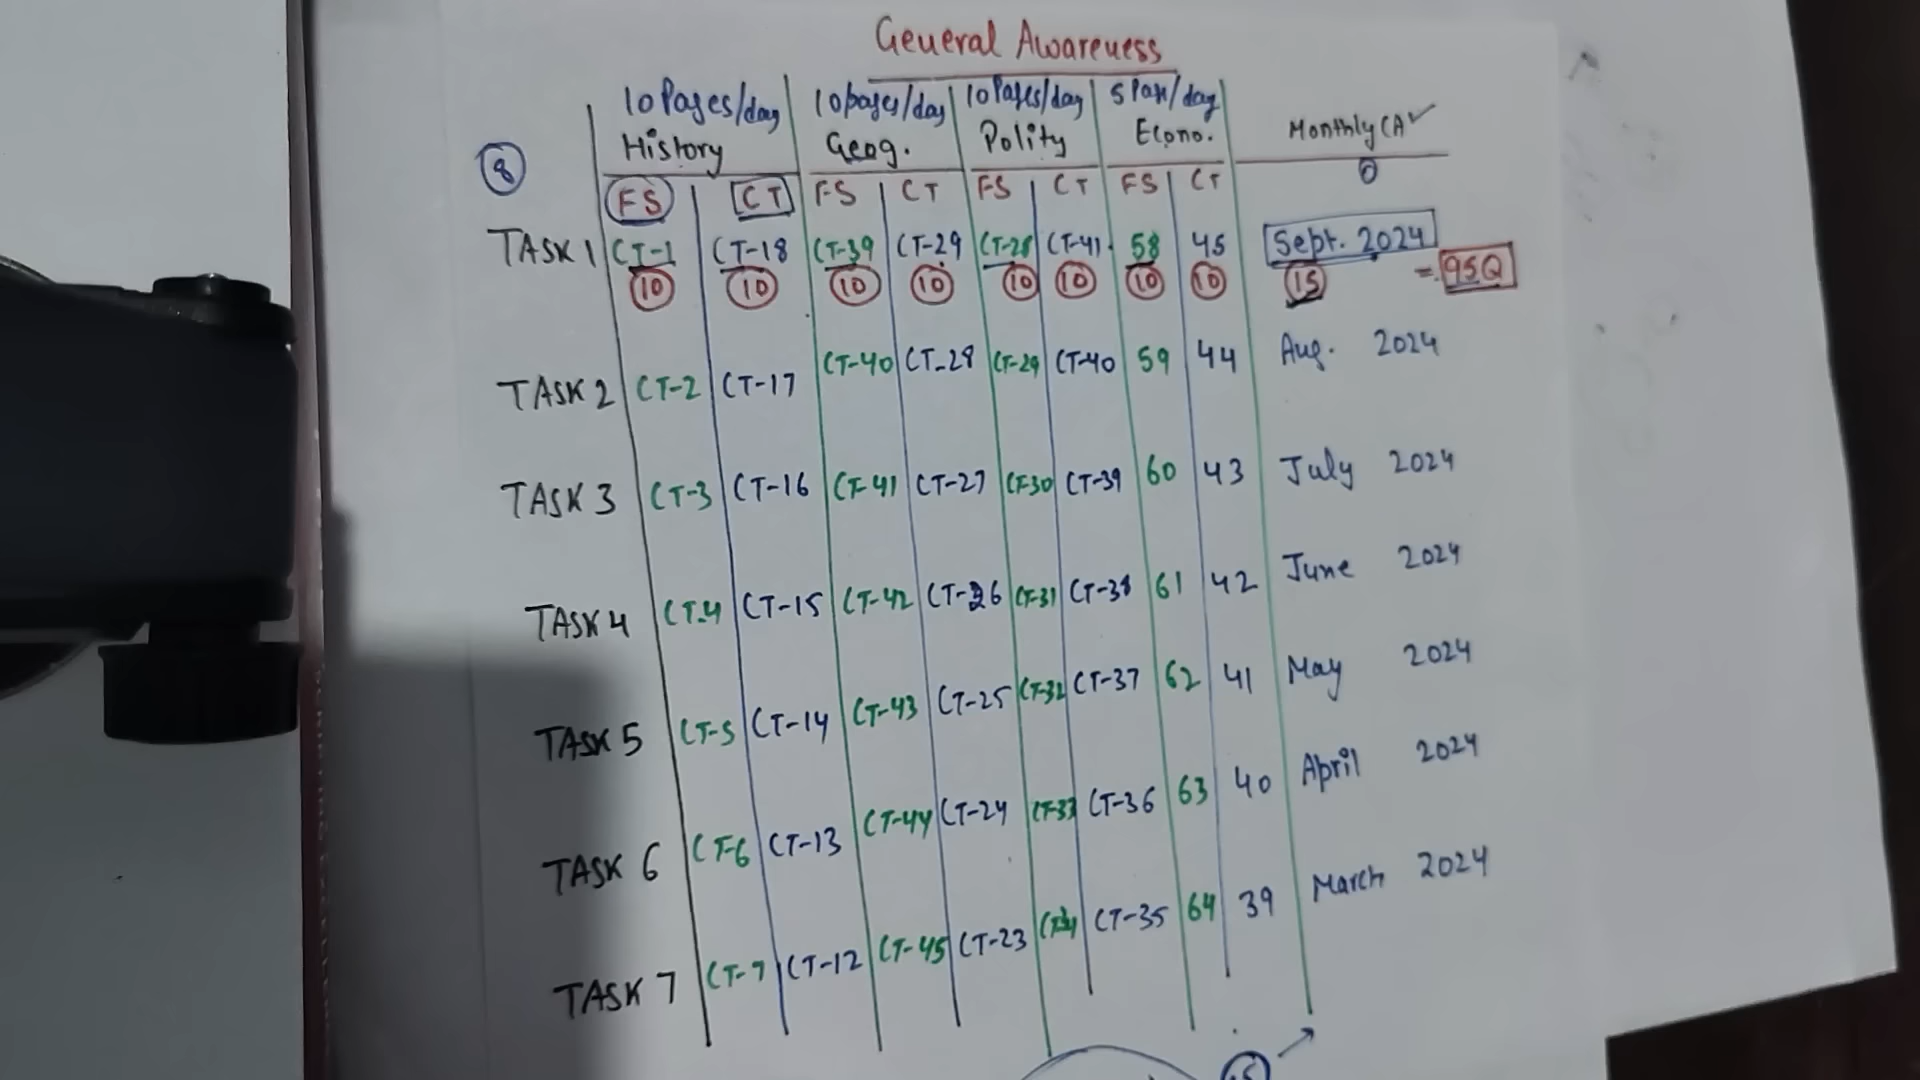 General Awareness
10 Pages/day 10 pages/day 10 Pages/day 5 Page/day
History Geog. Polity Econo. Monthly CA ✓
8
FS CT FS CT FS CT FS CT
TASK 1 CT-1 CT-18 CT-39 CT-29 CT-28 CT-41 58 45 Sept. 2024
10 10 10 10 10 10 10 10 15 = 95Q
TASK 2 CT-2 CT-17 CT-40 CT-28 CT-29 CT-40 59 44 Aug. 2024
TASK 3 CT-3 CT-16 CT-41 CT-27 CT-30 CT-39 60 43 July 2024
TASK 4 CT-4 CT-15 CT-42 CT-26 CT-31 CT-38 61 42 June 2024
TASK 5 CT-5 CT-14 CT-43 CT-25 CT-32 CT-37 62 41 May 2024
TASK 6 CT-6 CT-13 CT-44 CT-24 CT-33 CT-36 63 40 April 2024
TASK 7 CT-7 CT-12 CT-45 CT-23 CT-34 CT-35 64 39 March 2024